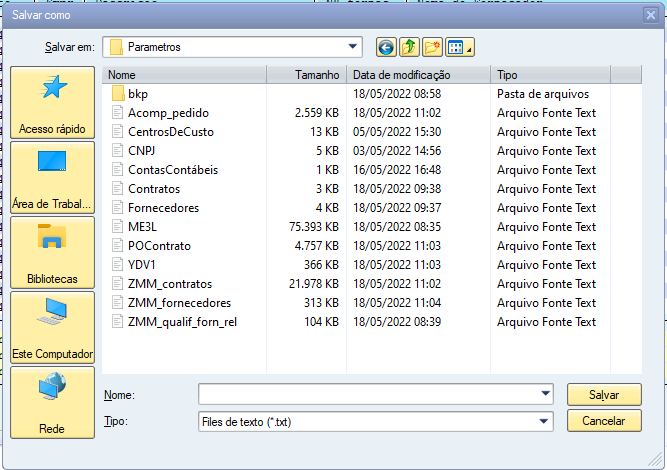 Salvar como
Salvar em: Parametros
Nome Tamanho Data de modificação Tipo
bkp 18/05/2022 08:58 Pasta de arquivos
Acomp_pedido 2.559 KB 18/05/2022 11:02 Arquivo Fonte Text
CentrosDeCusto 13 KB 05/05/2022 15:30 Arquivo Fonte Text
CNPJ 5 KB 03/05/2022 14:56 Arquivo Fonte Text
ContasContábeis 1 KB 16/05/2022 16:48 Arquivo Fonte Text
Contratos 3 KB 18/05/2022 09:38 Arquivo Fonte Text
Fornecedores 4 KB 18/05/2022 09:37 Arquivo Fonte Text
ME3L 75.393 KB 18/05/2022 08:35 Arquivo Fonte Text
POContrato 4.757 KB 18/05/2022 11:03 Arquivo Fonte Text
YDV1 366 KB 18/05/2022 11:03 Arquivo Fonte Text
ZMM_contratos 21.978 KB 18/05/2022 11:02 Arquivo Fonte Text
ZMM_fornecedores 313 KB 18/05/2022 11:04 Arquivo Fonte Text
ZMM_qualif_forn_rel 104 KB 18/05/2022 08:39 Arquivo Fonte Text
Acesso rápido
Área de Trabal...
Bibliotecas
Este Computador
Rede
Nome: Salvar
Tipo: Files de texto (*.txt) Cancelar